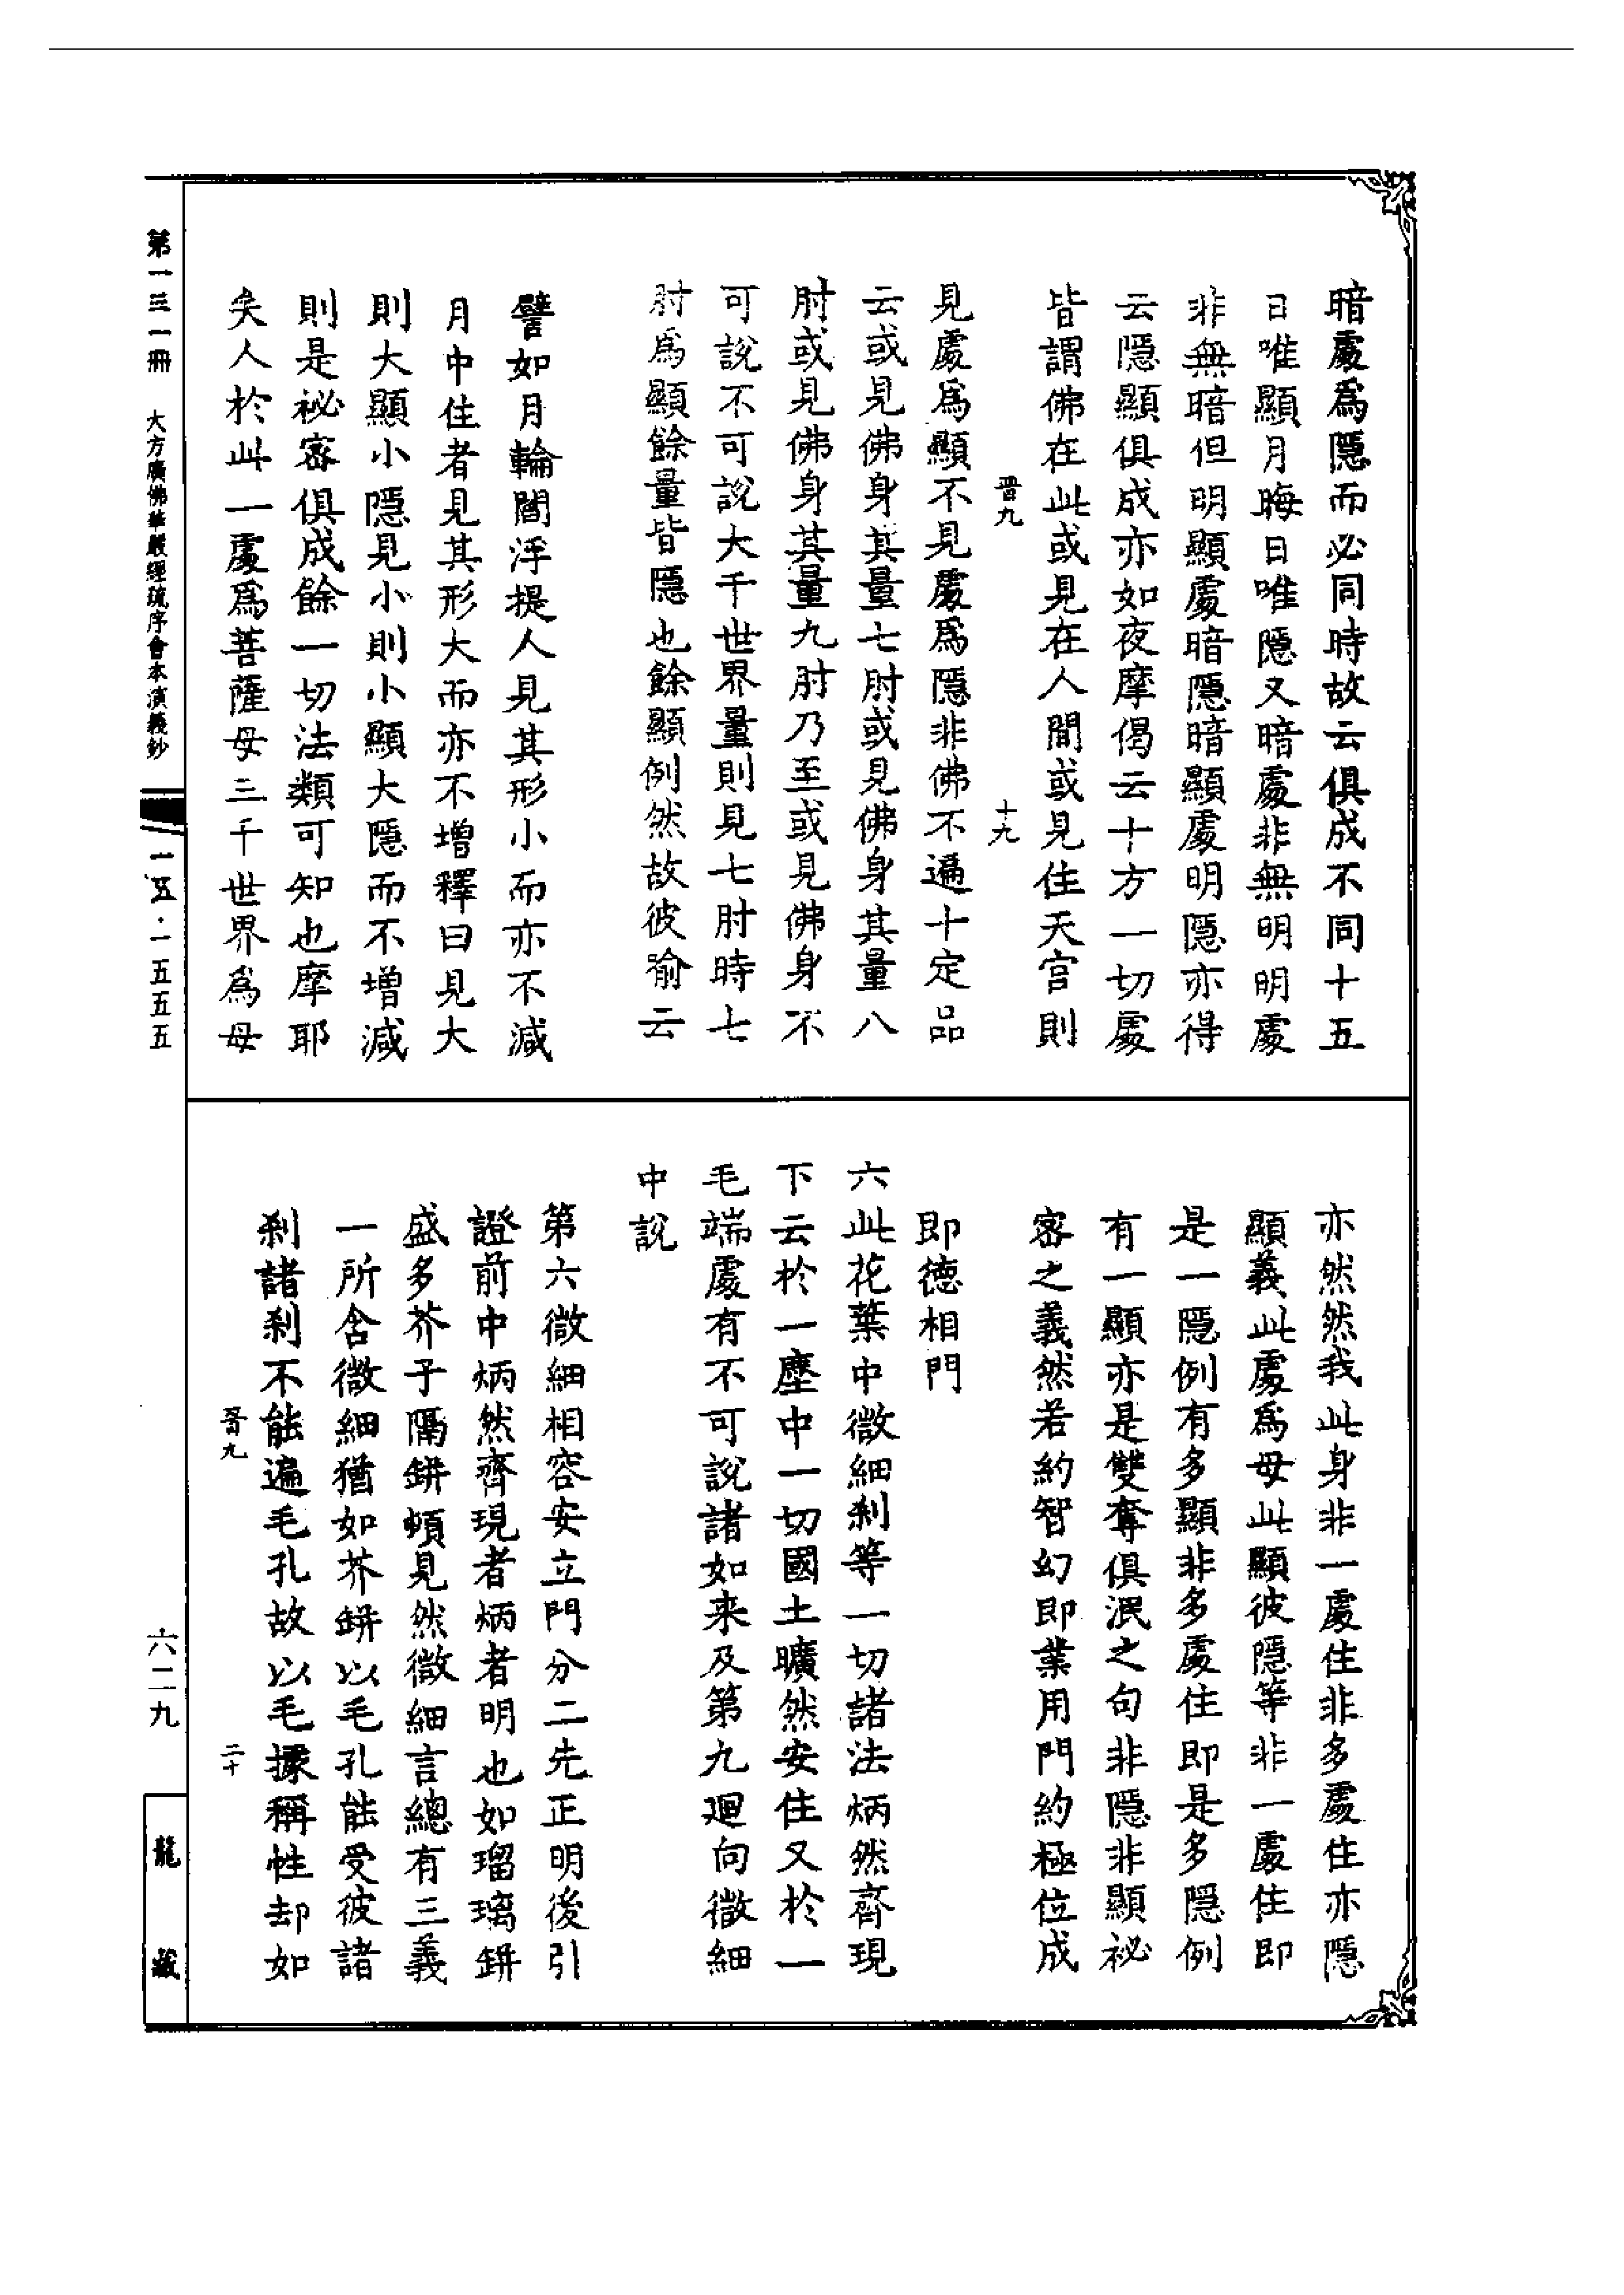 暗處爲隱而必同時故云俱成不同十五
日唯顯月晦日唯隱又暗處非無明明處
非無暗但明顯處暗隱暗顯處明隱亦得
云隱顯俱成亦如夜摩偈云十方一切處
皆謂佛在此或見在人間或見住天宫則
晋九
十九
見處爲顯不見處爲隱非佛不遍十定品
云或見佛身其量七肘或見佛身其量八
肘或見佛身其量九肘乃至或見佛身不
可說不可說大千世界量則見七肘時七
肘爲顯餘量皆隱也餘顯例然故彼喻云
譬如月輪閻浮提人見其形小而亦不減
月中住者見其形大而亦不增釋曰見大
則大顯小隱見小則小顯大隱而不增減
則是祕密俱成餘一切法類可知也摩耶
夫人於此一處爲菩薩母三千世界爲母
亦然然我此身非一處住非多處住亦隱
顯義此處爲母此顯彼隱等非一處住即
是一隱例有多顯非多處住即是多隱例
有一顯亦是雙奪俱泯之句非隱非顯祕
密之義然若約智幻即業用門約極位成
即德相門
六此花葉中微細刹等一切諸法炳然齊現
下云於一塵中一切國土曠然安住又於一
毛端處有不可說諸如来及第九迴向微細
中說
第六微細相容安立門分二先正明後引
證前中炳然齊現者炳者明也如瑠璃缾
盛多芥子隔缾頓見然微細言總有三義
一所含微細猶如芥缾以毛孔能受彼諸
刹諸刹不能遍毛孔故以毛據稱性却如
晋九
二十
第一三一冊
大方廣佛華嚴經疏序會本演義鈔
一五·一五五五
六二九
龍藏